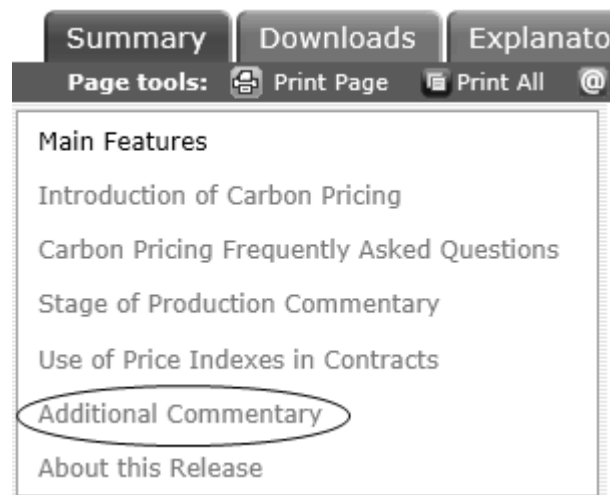 Summary Downloads Explanato
Page tools: Print Page Print All @
Main Features
Introduction of Carbon Pricing
Carbon Pricing Frequently Asked Questions
Stage of Production Commentary
Use of Price Indexes in Contracts
Additional Commentary
About this Release